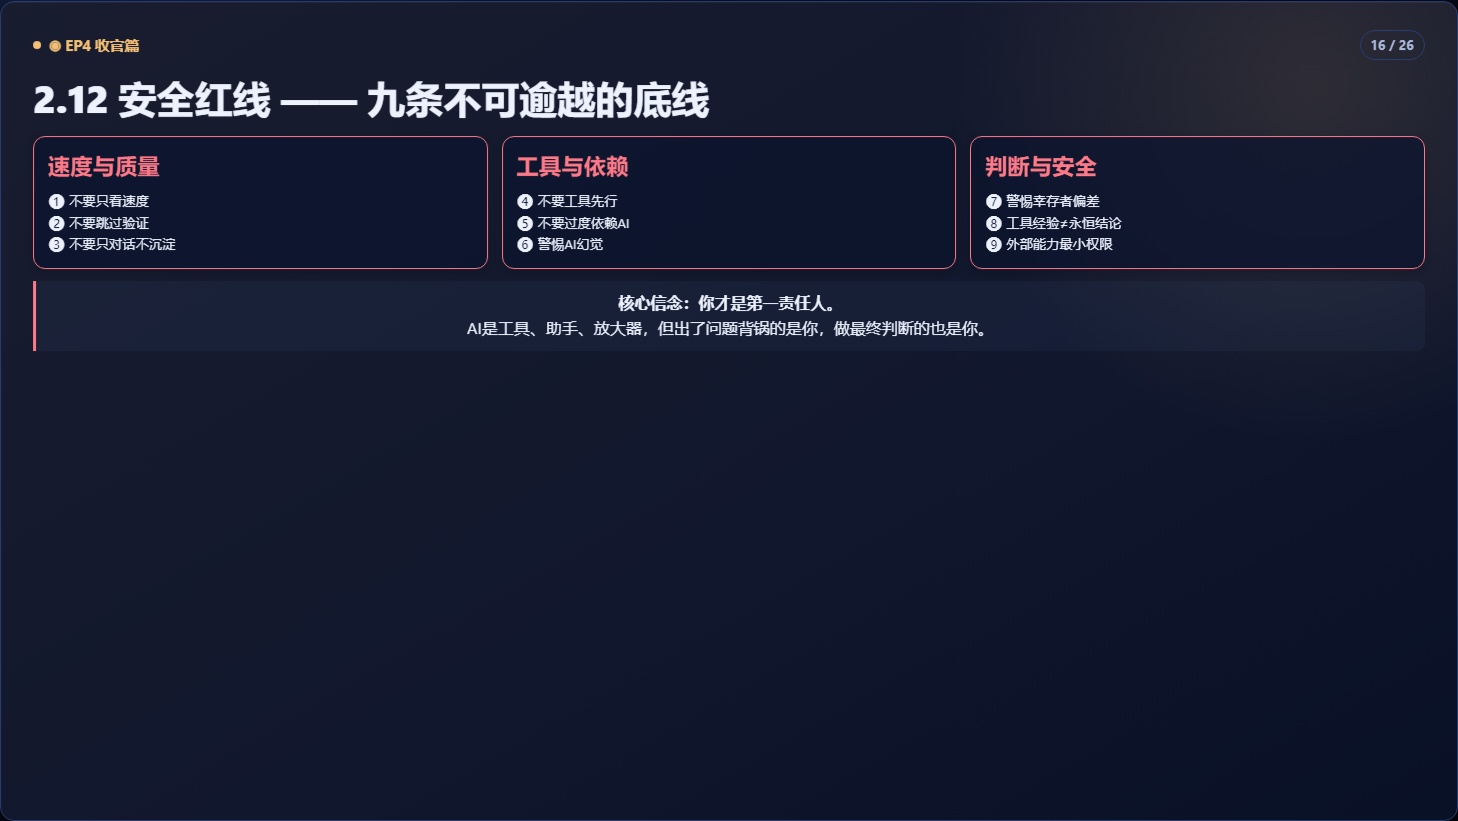 ◉ EP4 收官篇
16 / 26
2.12 安全红线 —— 九条不可逾越的底线
速度与质量
❶ 不要只看速度
❷ 不要跳过验证
❸ 不要只对话不沉淀
工具与依赖
❹ 不要工具先行
❺ 不要过度依赖AI
❻ 警惕AI幻觉
判断与安全
❼ 警惕幸存者偏差
❽ 工具经验≠永恒结论
❾ 外部能力最小权限
核心信念：你才是第一责任人。
AI是工具、助手、放大器，但出了问题背锅的是你，做最终判断的也是你。